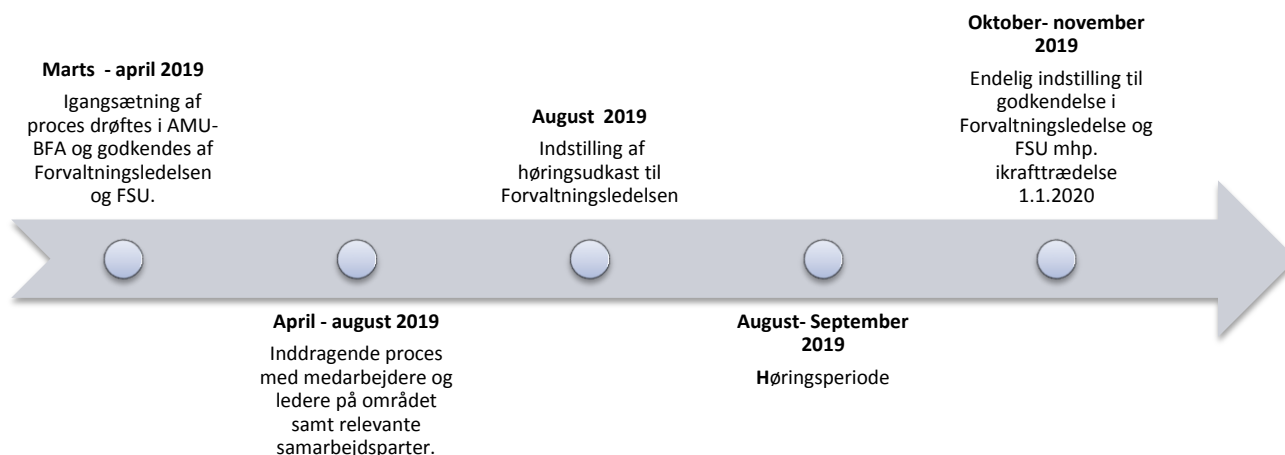 Marts - april 2019
Igangsætning af
proces drøftes i AMU-
BFA og godkendes af
Forvaltningsledelsen
og FSU.
April - august 2019
Inddragende proces
med medarbejdere og
ledere på området
samt relevante
samarbejdsparter.
August 2019
Indstilling af
høringsudkast til
Forvaltningsledelsen
August- September
2019
Høringsperiode
Oktober- november
2019
Endelig indstilling til
godkendelse i
Forvaltningsledelse og
FSU mhp.
ikrafttrædelse
1.1.2020